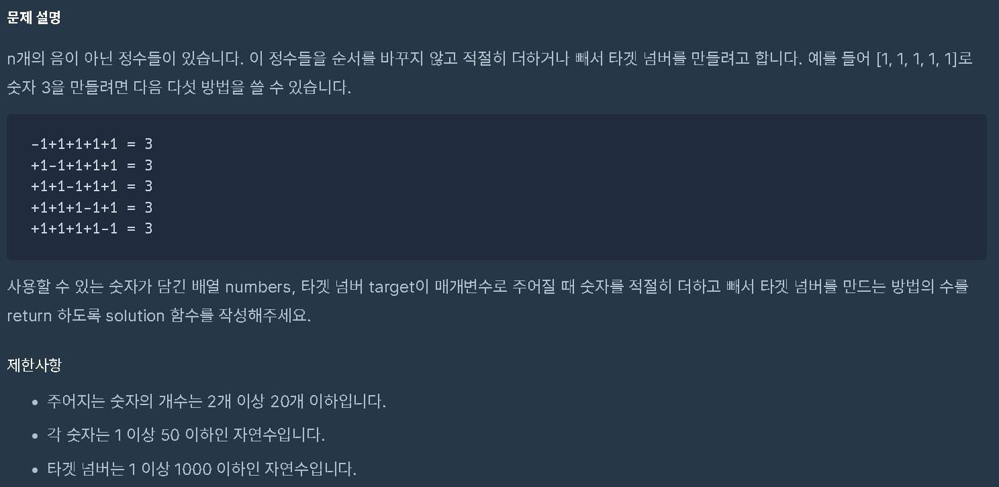 문제 설명
n개의 음이 아닌 정수들이 있습니다. 이 정수들을 순서를 바꾸지 않고 적절히 더하거나 빼서 타겟 넘버를 만들려고 합니다. 예를 들어 [1, 1, 1, 1, 1]로
숫자 3을 만들려면 다음 다섯 방법을 쓸 수 있습니다.
-1+1+1+1+1 = 3
+1-1+1+1+1 = 3
+1+1-1+1+1 = 3
+1+1+1-1+1 = 3
+1+1+1+1-1 = 3
사용할 수 있는 숫자가 담긴 배열 numbers, 타겟 넘버 target이 매개변수로 주어질 때 숫자를 적절히 더하고 빼서 타겟 넘버를 만드는 방법의 수를
return 하도록 solution 함수를 작성해주세요.
제한사항
• 주어지는 숫자의 개수는 2개 이상 20개 이하입니다.
• 각 숫자는 1 이상 50 이하인 자연수입니다.
• 타겟 넘버는 1 이상 1000 이하인 자연수입니다.